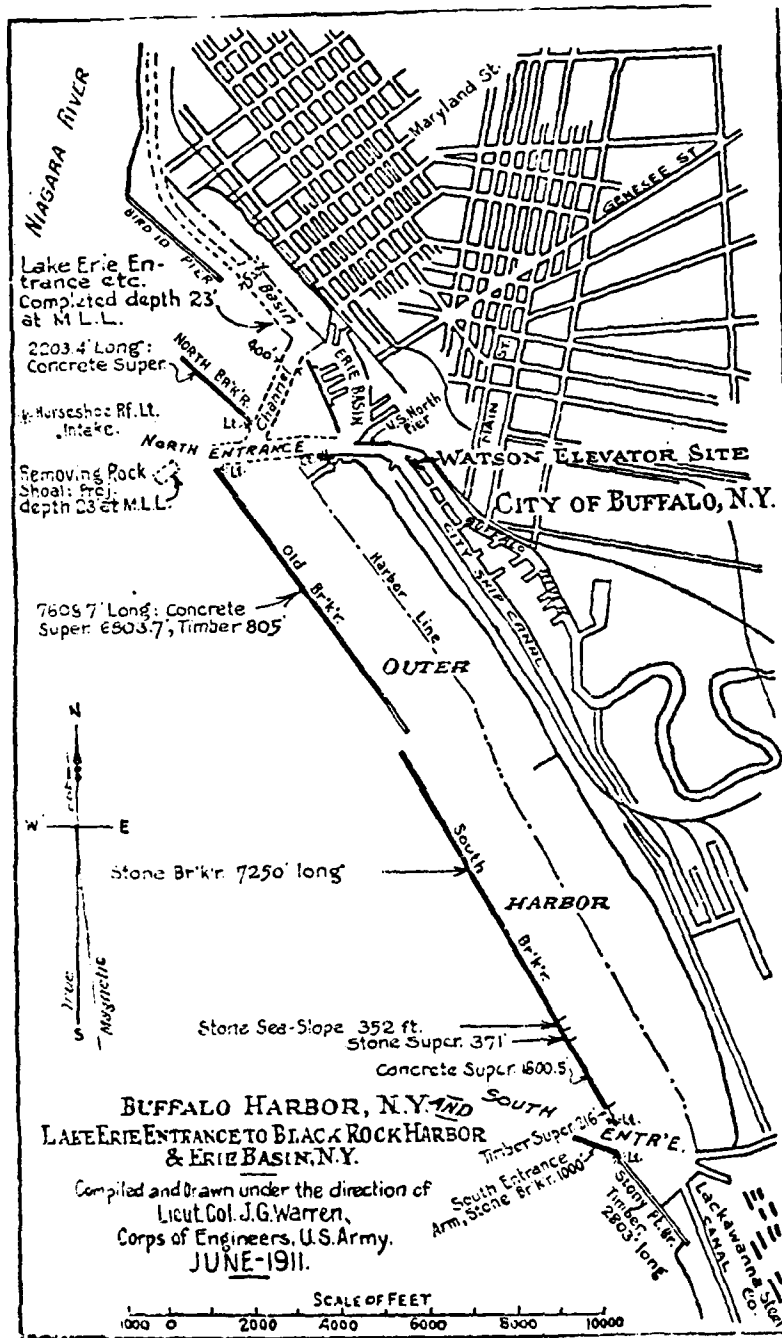 NIAGARA RIVER
Maryland St.
GENESEE ST
BIRD ID PIER
Lake Erie En-
trance etc.
Completed depth 23'
at M.L.L.
Basin
400'
2203.4' Long:
Concrete Super.
NORTH Br'k'r.
Channel
ERIE BASIN
U.S. North
Pier
MAIN
ST.
Horseshoe Rf. Lt.
Intake.
Lt.
NORTH ENTRANCE
Lt.
WATSON ELEVATOR SITE
CITY OF BUFFALO, N.Y.
Removing Rock
Shoal: Proj.
depth 23' at M.L.L.
BUFFALO RIVER
CITY SHIP CANAL
Old Br'k'r.
Harbor Line
7608.7' Long: Concrete
Super. 6803.7', Timber 805'
OUTER
N
W E
S
True
Magnetic
South
Stone Br'k'r. 7250' long
HARBOR
Br'k'r.
Stone Sea-Slope 352 ft.
Stone Super. 371'
Concrete Super. 1600.5'
BUFFALO HARBOR, N.Y. AND
LAKE ERIE ENTRANCE TO BLACK ROCK HARBOR
& ERIE BASIN, N.Y.
Compiled and Drawn under the direction of
Lieut. Col. J.G. Warren,
Corps of Engineers, U.S. Army.
JUNE-1911.
SOUTH
ENTR'E.
Timber Super. 216'
Lt.
Lt.
South Entrance
Arm, Stone Br'k'r. 1000'
Stony Pt. Br.
Timber,
2803' long
CANAL
Lackawanna Steel
Co.
SCALE OF FEET
1000 0 2000 4000 6000 8000 10000